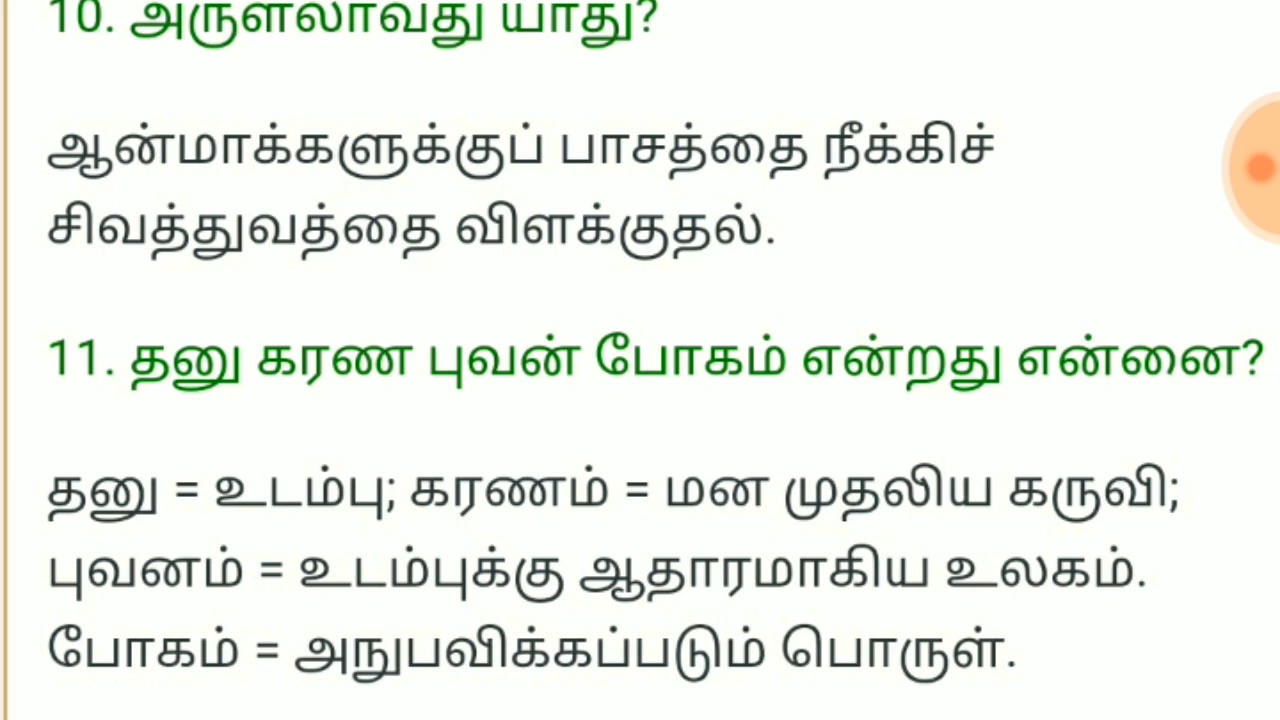 10. அருளலாவது யாது?
ஆன்மாக்களுக்குப் பாசத்தை நீக்கிச்
சிவத்துவத்தை விளக்குதல்.
11. தனு கரண புவன் போகம் என்றது என்னை?
தனு = உடம்பு; கரணம் = மன முதலிய கருவி;
புவனம் = உடம்புக்கு ஆதாரமாகிய உலகம்.
போகம் = அநுபவிக்கப்படும் பொருள்.